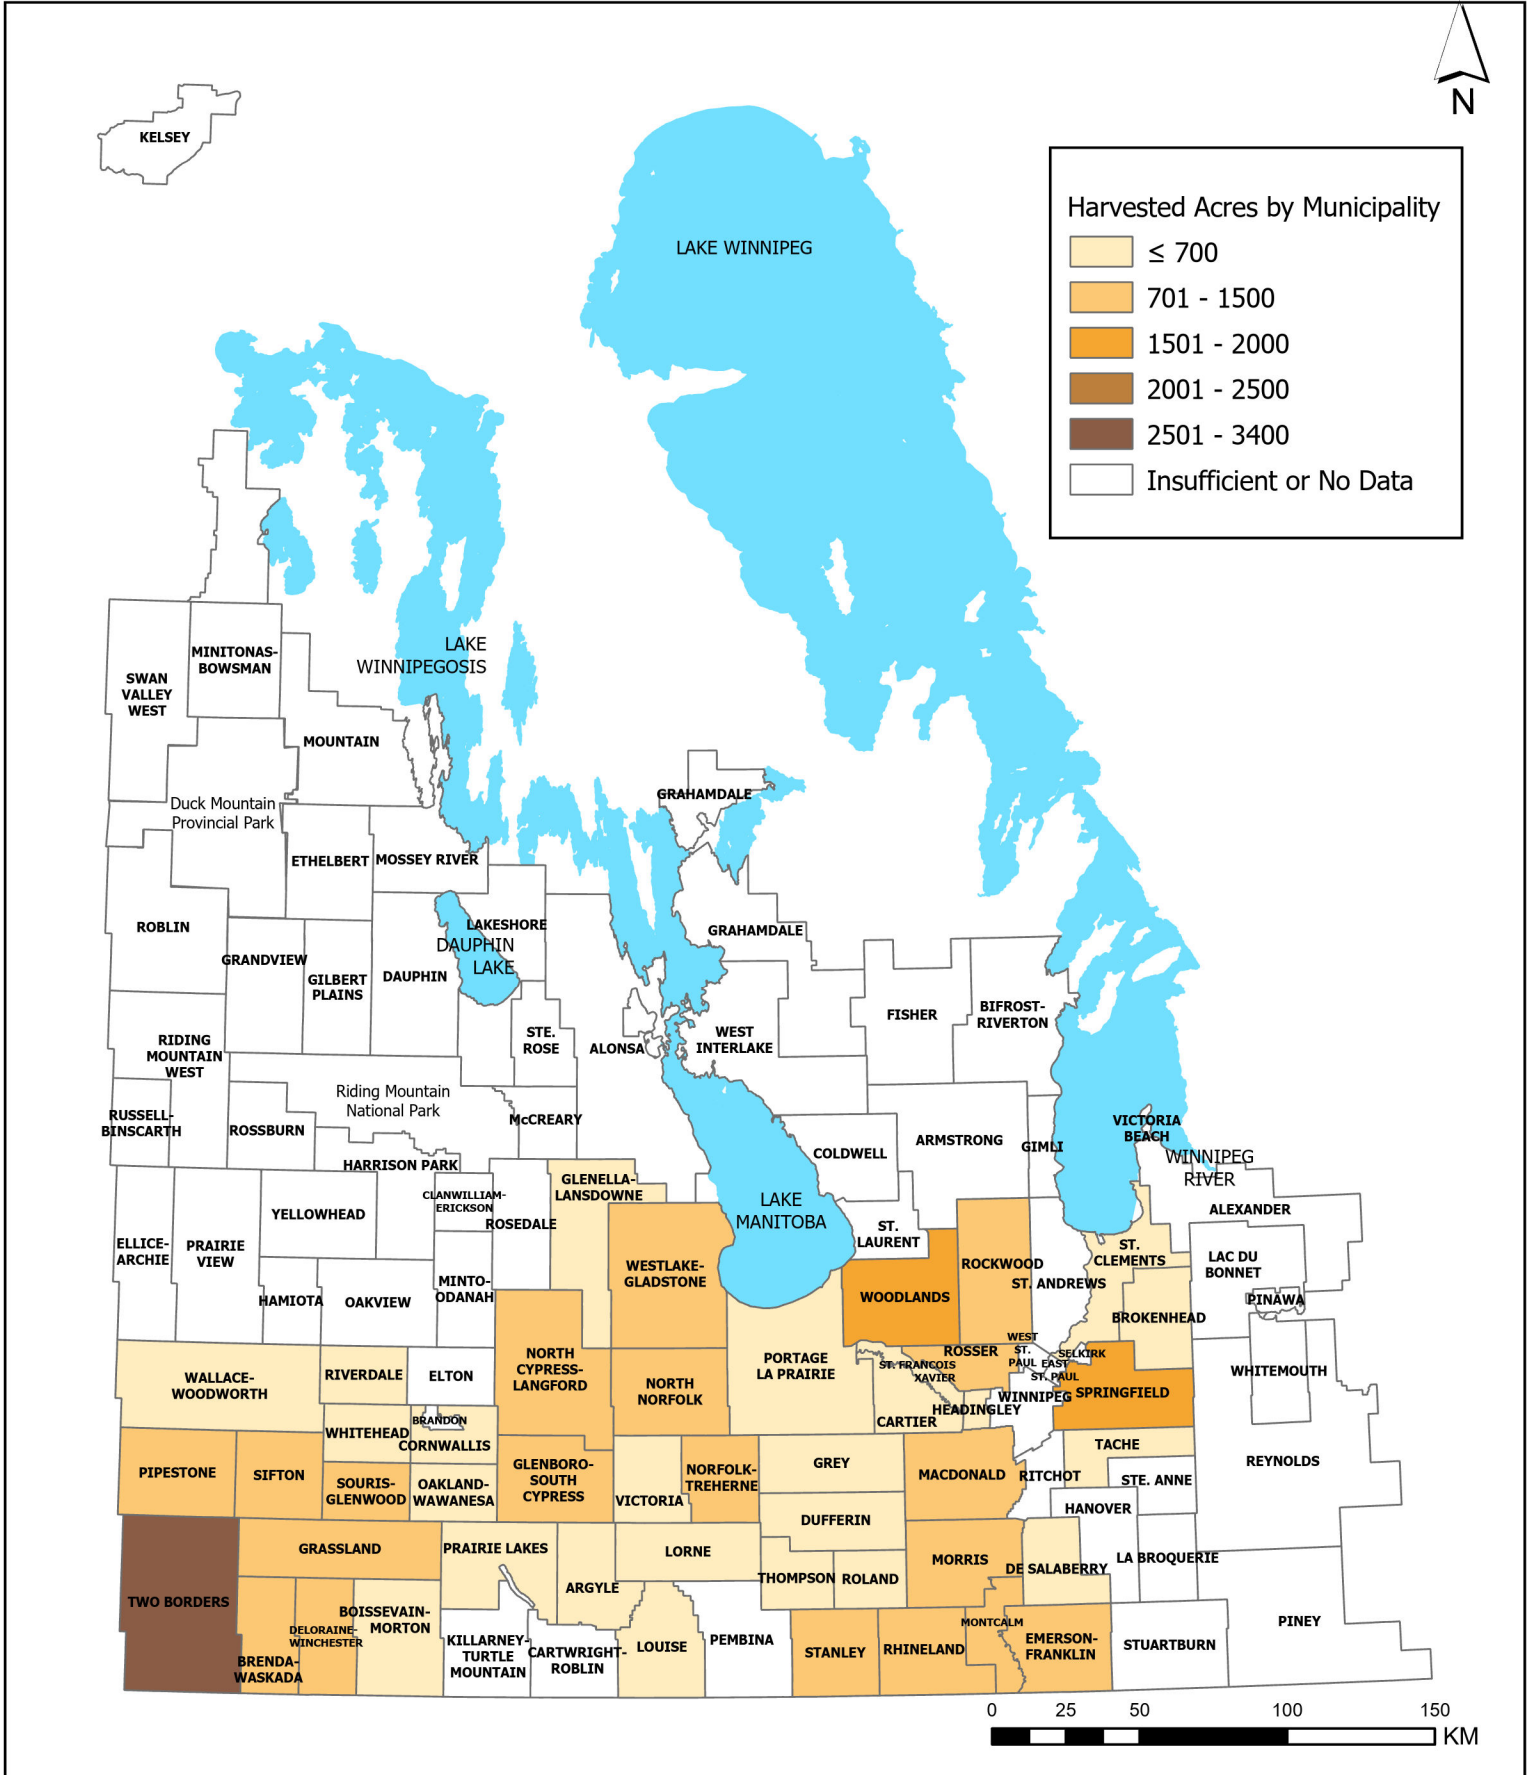 N
KELSEY
LAKE WINNIPEG
Harvested Acres by Municipality
≤ 700
701 - 1500
1501 - 2000
2001 - 2500
2501 - 3400
Insufficient or No Data
LAKE
WINNIPEGOSIS
MINITONAS-
BOWSMAN
SWAN
VALLEY
WEST
MOUNTAIN
Duck Mountain
Provincial Park
GRAHAMDALE
ETHELBERT
MOSSEY RIVER
ROBLIN
LAKESHORE
DAUPHIN
LAKE
GRAHAMDALE
GRANDVIEW
GILBERT
PLAINS
DAUPHIN
FISHER
BIFROST-
RIVERTON
RIDING
MOUNTAIN
WEST
STE.
ROSE
ALONSA
WEST
INTERLAKE
Riding Mountain
National Park
RUSSELL-
BINSCARTH
ROSSBURN
McCREARY
COLDWELL
ARMSTRONG
GIMLI
VICTORIA
BEACH
WINNIPEG
RIVER
HARRISON PARK
GLENELLA-
LANSDOWNE
CLANWILLIAM-
ERICKSON
ROSEDALE
YELLOWHEAD
LAKE
MANITOBA
ALEXANDER
ELLICE-
ARCHIE
PRAIRIE
VIEW
ST.
LAURENT
ST.
CLEMENTS
LAC DU
BONNET
WESTLAKE-
GLADSTONE
ROCKWOOD
ST. ANDREWS
MINTO-
ODANAH
HAMIOTA
OAKVIEW
WOODLANDS
PINAWA
BROKENHEAD
WEST
ST.
PAUL
EAST
ST. PAUL
SELKIRK
ROSSER
ST. FRANCOIS
XAVIER
NORTH
CYPRESS-
LANGFORD
PORTAGE
LA PRAIRIE
WALLACE-
WOODWORTH
RIVERDALE
ELTON
NORTH
NORFOLK
WHITEMOUTH
WINNIPEG
SPRINGFIELD
HEADINGLEY
CARTIER
BRANDON
WHITEHEAD
CORNWALLIS
TACHE
PIPESTONE
SIFTON
SOURIS-
GLENWOOD
OAKLAND-
WAWANESA
GLENBORO-
SOUTH
CYPRESS
VICTORIA
NORFOLK-
TREHERNE
GREY
MACDONALD
RITCHOT
STE. ANNE
REYNOLDS
HANOVER
DUFFERIN
GRASSLAND
PRAIRIE LAKES
LORNE
ARGYLE
THOMPSON
ROLAND
MORRIS
DE SALABERRY
LA BROQUERIE
TWO BORDERS
BOISSEVAIN-
MORTON
DELORAINE-
WINCHESTER
BRENDA-
WASKADA
KILLARNEY-
TURTLE
MOUNTAIN
CARTWRIGHT-
ROBLIN
LOUISE
PEMBINA
STANLEY
RHINELAND
MONTCALM
EMERSON-
FRANKLIN
STUARTBURN
PINEY
0 25 50 100 150
KM